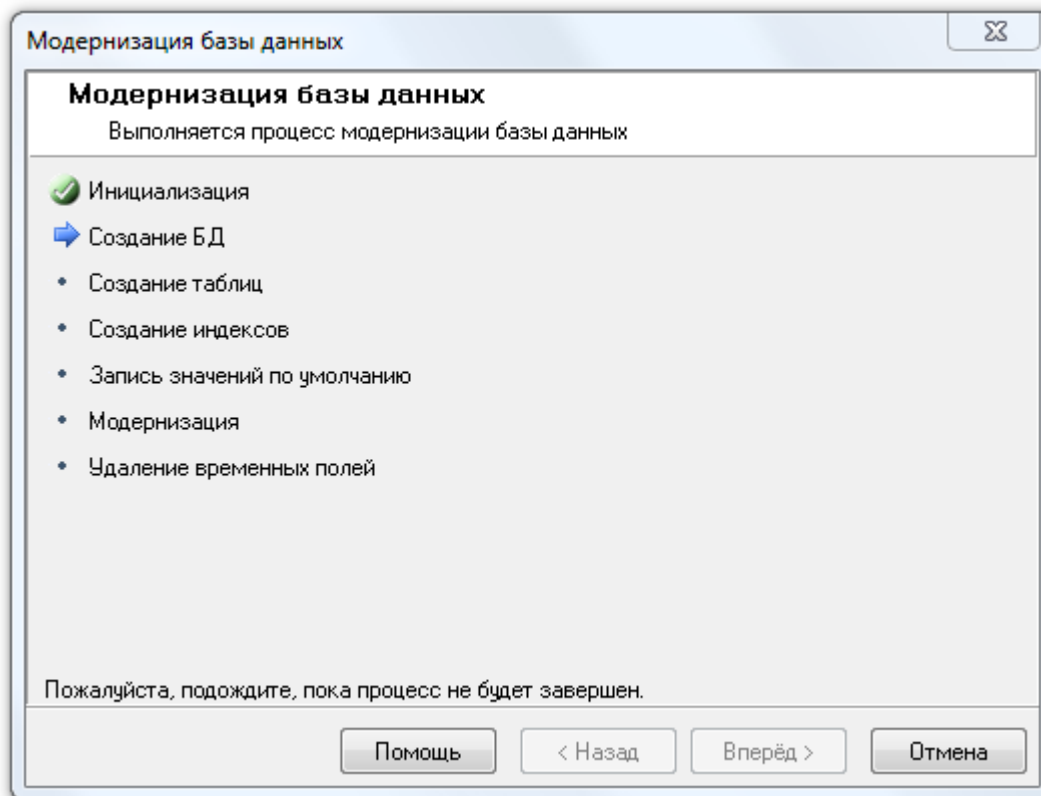 Модернизация базы данных
Модернизация базы данных
Выполняется процесс модернизации базы данных
Инициализация
Создание БД
Создание таблиц
Создание индексов
Запись значений по умолчанию
Модернизация
Удаление временных полей
Пожалуйста, подождите, пока процесс не будет завершен.
Помощь < Назад Вперёд > Отмена